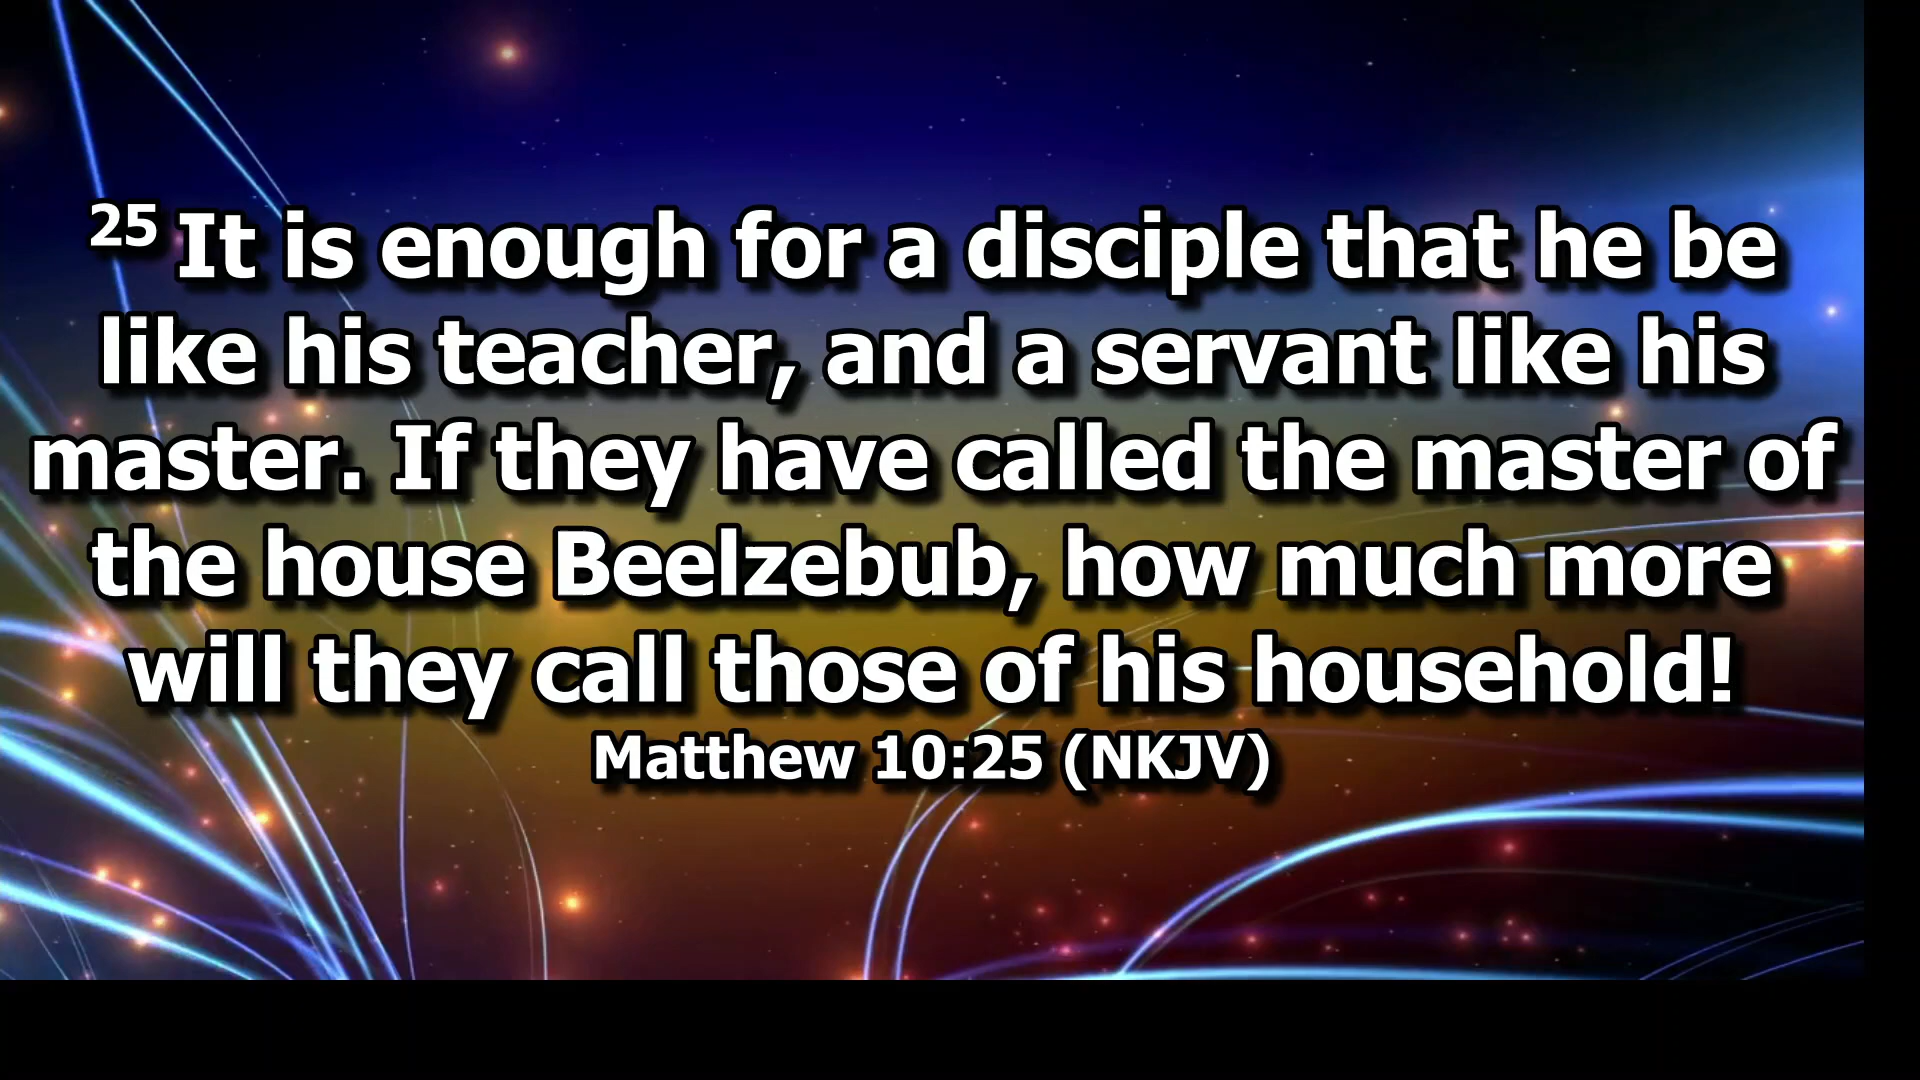 25 It is enough for a disciple that he be
like his teacher, and a servant like his
master. If they have called the master of
the house Beelzebub, how much more
will they call those of his household!
Matthew 10:25 (NKJV)